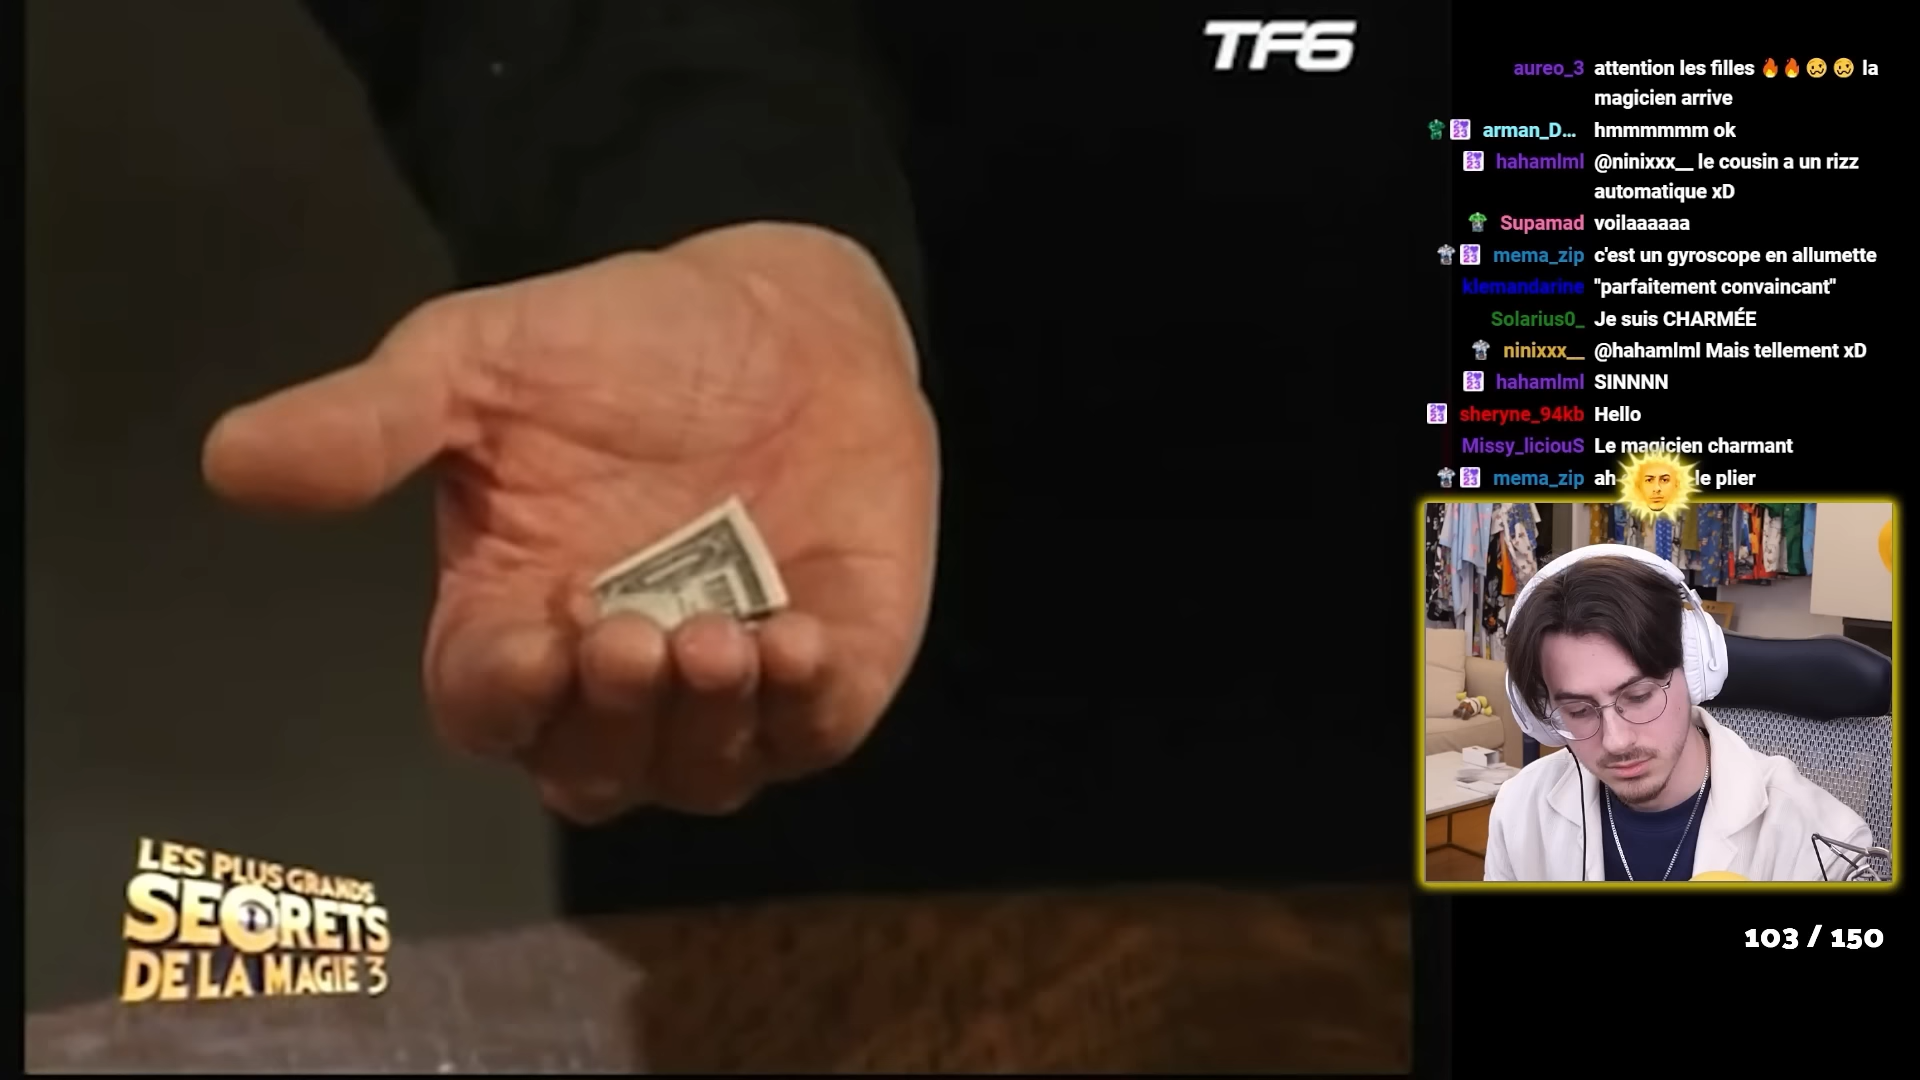 TF6
LES PLUS GRANDS
SECRETS
DE LA MAGIE 3
aureo_3 attention les filles 🔥🔥🥴🥴 la
magicien arrive
arman_D... hmmmmmm ok
hahamlml @ninixxx__ le cousin a un rizz
automatique xD
Supamad voilaaaaaa
mema_zip c'est un gyroscope en allumette
klemandarine "parfaitement convaincant"
Solarius0_ Je suis CHARMÉE
ninixxx__ @hahamlml Mais tellement xD
hahamlml SINNNN
sheryne_94kb Hello
Missy_liciouS Le magicien charmant
mema_zip ah le plier
103 / 150